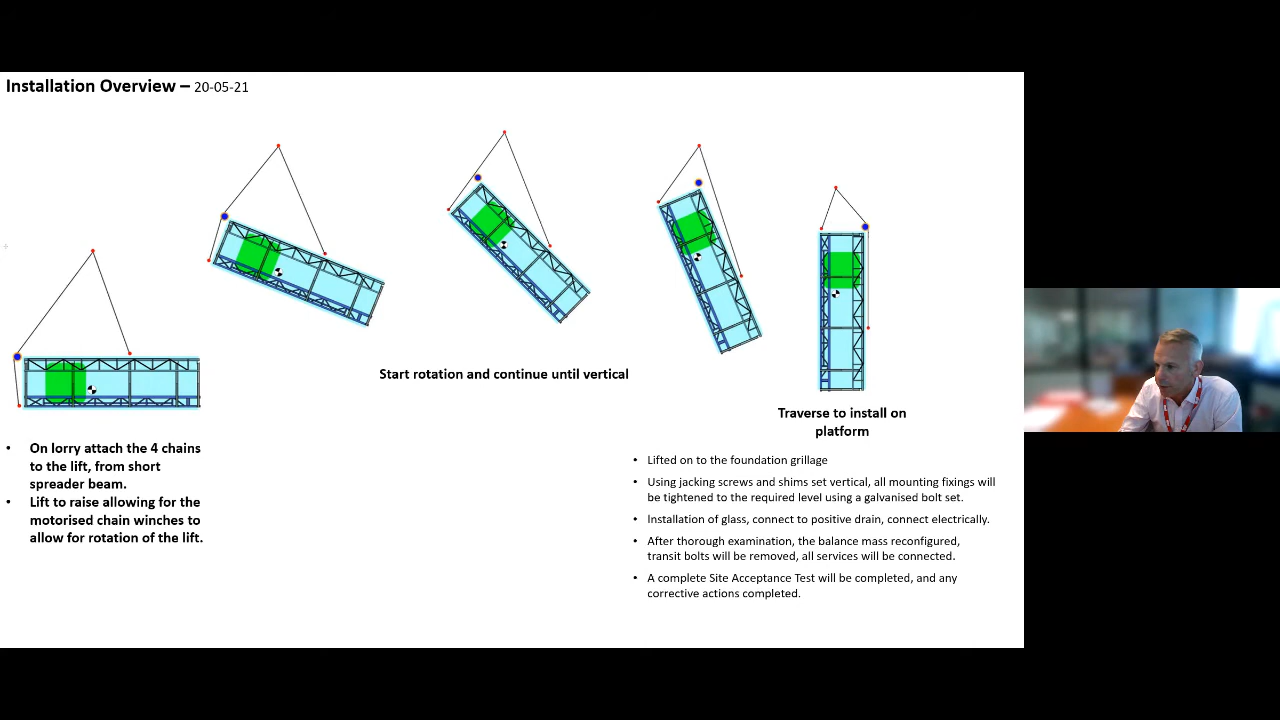 Installation Overview – 20-05-21
Start rotation and continue until vertical
Traverse to install on
platform
• On lorry attach the 4 chains
to the lift, from short
spreader beam.
• Lift to raise allowing for the
motorised chain winches to
allow for rotation of the lift.
• Lifted on to the foundation grillage
• Using jacking screws and shims set vertical, all mounting fixings will
be tightened to the required level using a galvanised bolt set.
• Installation of glass, connect to positive drain, connect electrically.
• After thorough examination, the balance mass reconfigured,
transit bolts will be removed, all services will be connected.
• A complete Site Acceptance Test will be completed, and any
corrective actions completed.